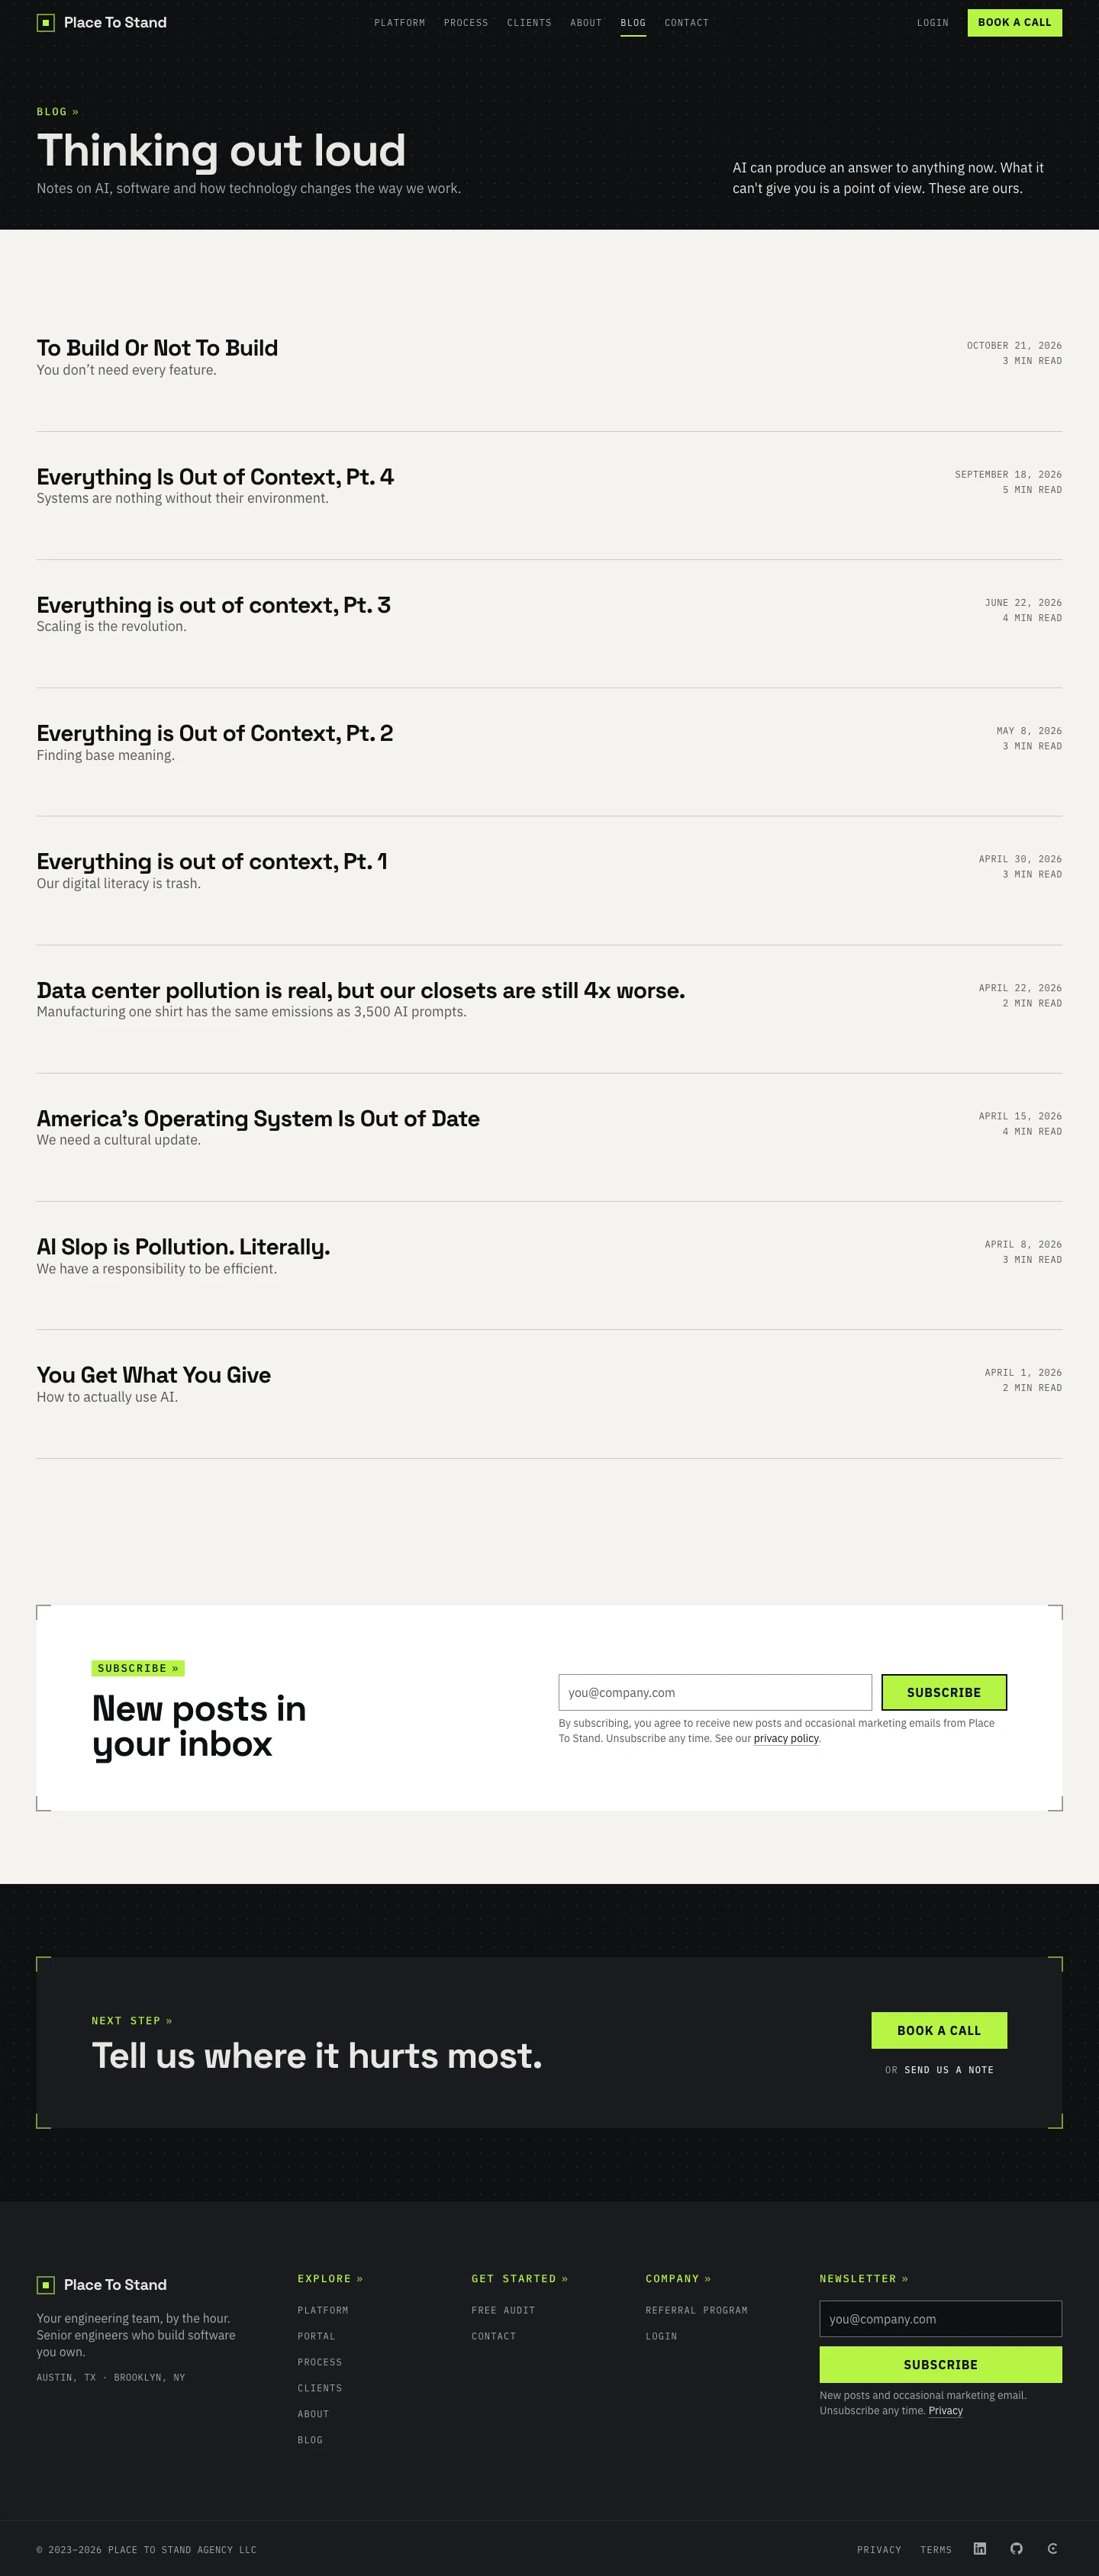 Place To Stand
PLATFORM PROCESS CLIENTS ABOUT BLOG CONTACT
LOGIN
BOOK A CALL
BLOG »
Thinking out loud
Notes on AI, software and how technology changes the way we work.
AI can produce an answer to anything now. What it
can't give you is a point of view. These are ours.
To Build Or Not To Build
You don’t need every feature.
OCTOBER 21, 2026
3 MIN READ
Everything Is Out of Context, Pt. 4
Systems are nothing without their environment.
SEPTEMBER 18, 2026
5 MIN READ
Everything is out of context, Pt. 3
Scaling is the revolution.
JUNE 22, 2026
4 MIN READ
Everything is Out of Context, Pt. 2
Finding base meaning.
MAY 8, 2026
3 MIN READ
Everything is out of context, Pt. 1
Our digital literacy is trash.
APRIL 30, 2026
3 MIN READ
Data center pollution is real, but our closets are still 4x worse.
Manufacturing one shirt has the same emissions as 3,500 AI prompts.
APRIL 22, 2026
2 MIN READ
America’s Operating System Is Out of Date
We need a cultural update.
APRIL 15, 2026
4 MIN READ
AI Slop is Pollution. Literally.
We have a responsibility to be efficient.
APRIL 8, 2026
3 MIN READ
You Get What You Give
How to actually use AI.
APRIL 1, 2026
2 MIN READ
SUBSCRIBE »
New posts in
your inbox
you@company.com
SUBSCRIBE
By subscribing, you agree to receive new posts and occasional marketing emails from Place
To Stand. Unsubscribe any time. See our privacy policy.
NEXT STEP »
Tell us where it hurts most.
BOOK A CALL
OR SEND US A NOTE
Place To Stand
Your engineering team, by the hour.
Senior engineers who build software
you own.
AUSTIN, TX · BROOKLYN, NY
EXPLORE »
PLATFORM
PORTAL
PROCESS
CLIENTS
ABOUT
BLOG
GET STARTED »
FREE AUDIT
CONTACT
COMPANY »
REFERRAL PROGRAM
LOGIN
NEWSLETTER »
you@company.com
SUBSCRIBE
New posts and occasional marketing email.
Unsubscribe any time. Privacy
© 2023–2026 PLACE TO STAND AGENCY LLC
PRIVACY TERMS